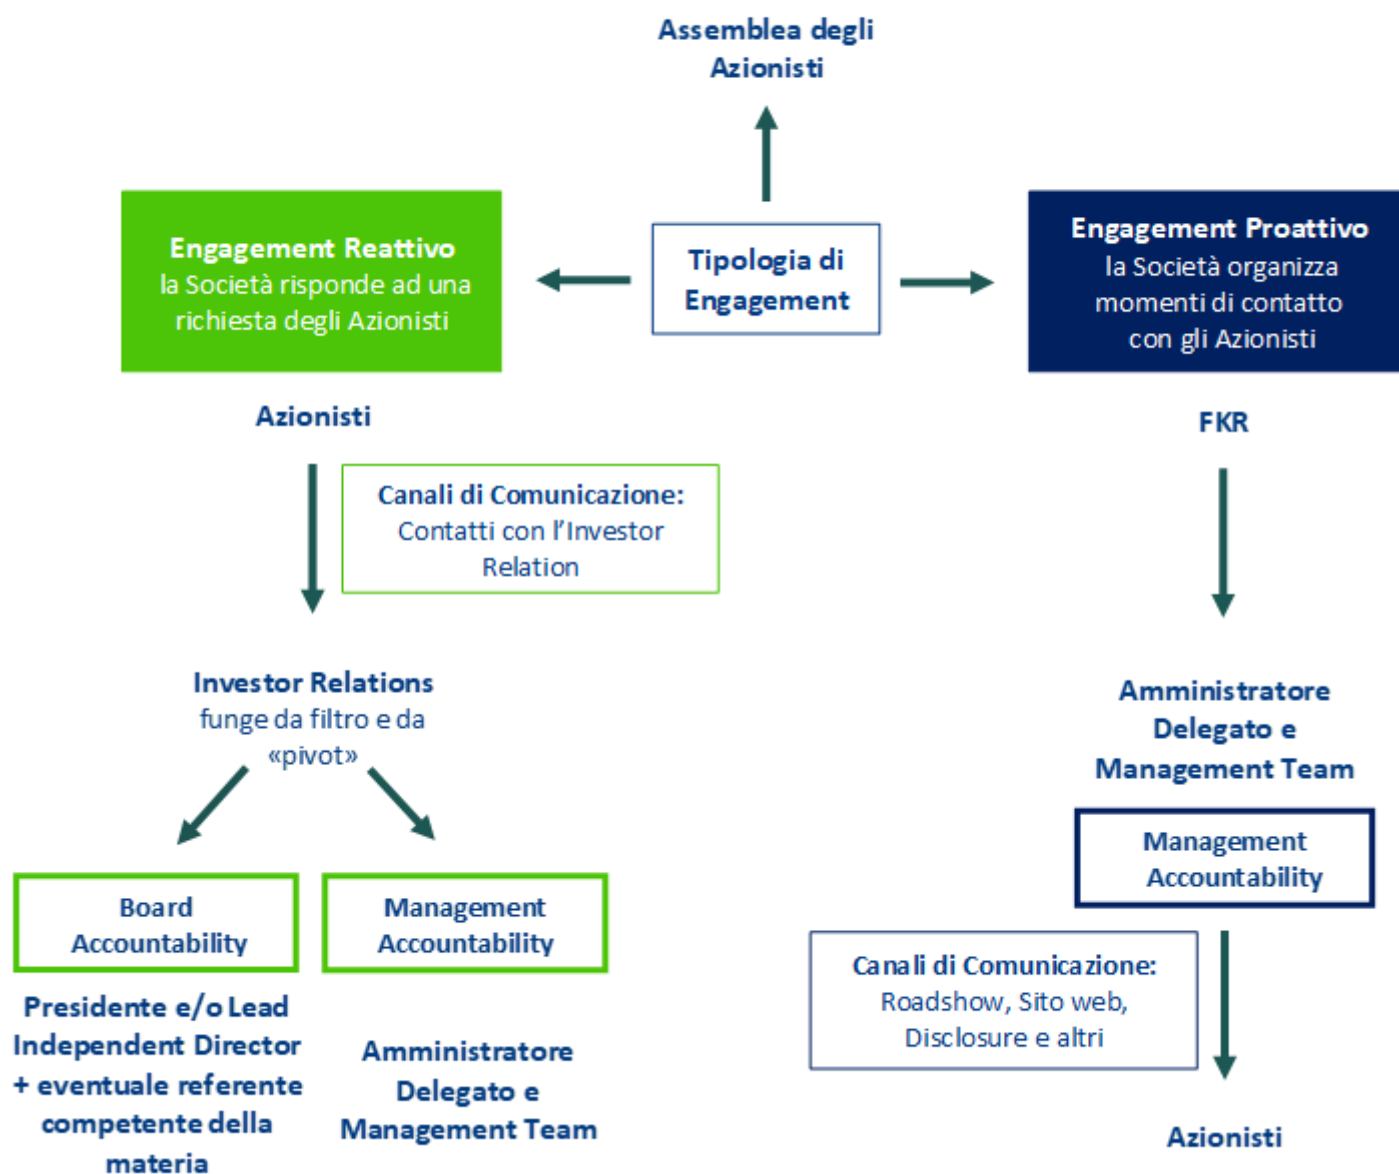 Assemblea degli
Azionisti
Engagement Reattivo
la Società risponde ad una
richiesta degli Azionisti
Tipologia di
Engagement
Engagement Proattivo
la Società organizza
momenti di contatto
con gli Azionisti
Azionisti
Canali di Comunicazione:
Contatti con l'Investor
Relation
Investor Relations
funge da filtro e da
«pivot»
Board
Accountability
Presidente e/o Lead
Independent Director
+ eventuale referente
competente della
materia
Management
Accountability
Amministratore
Delegato e
Management Team
FKR
Amministratore
Delegato e
Management Team
Management
Accountability
Canali di Comunicazione:
Roadshow, Sito web,
Disclosure e altri
Azionisti